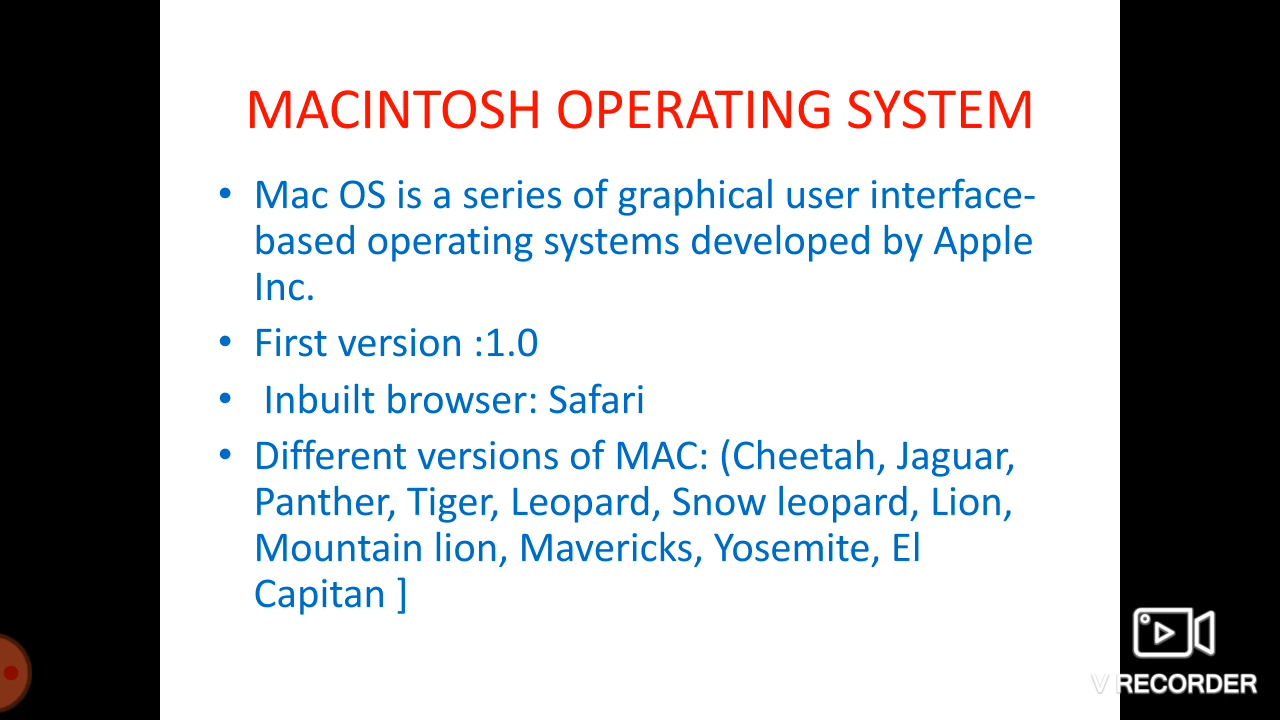 MACINTOSH OPERATING SYSTEM
• Mac OS is a series of graphical user interface-
based operating systems developed by Apple
Inc.
• First version :1.0
• Inbuilt browser: Safari
• Different versions of MAC: (Cheetah, Jaguar,
Panther, Tiger, Leopard, Snow leopard, Lion,
Mountain lion, Mavericks, Yosemite, El
Capitan ]
V RECORDER